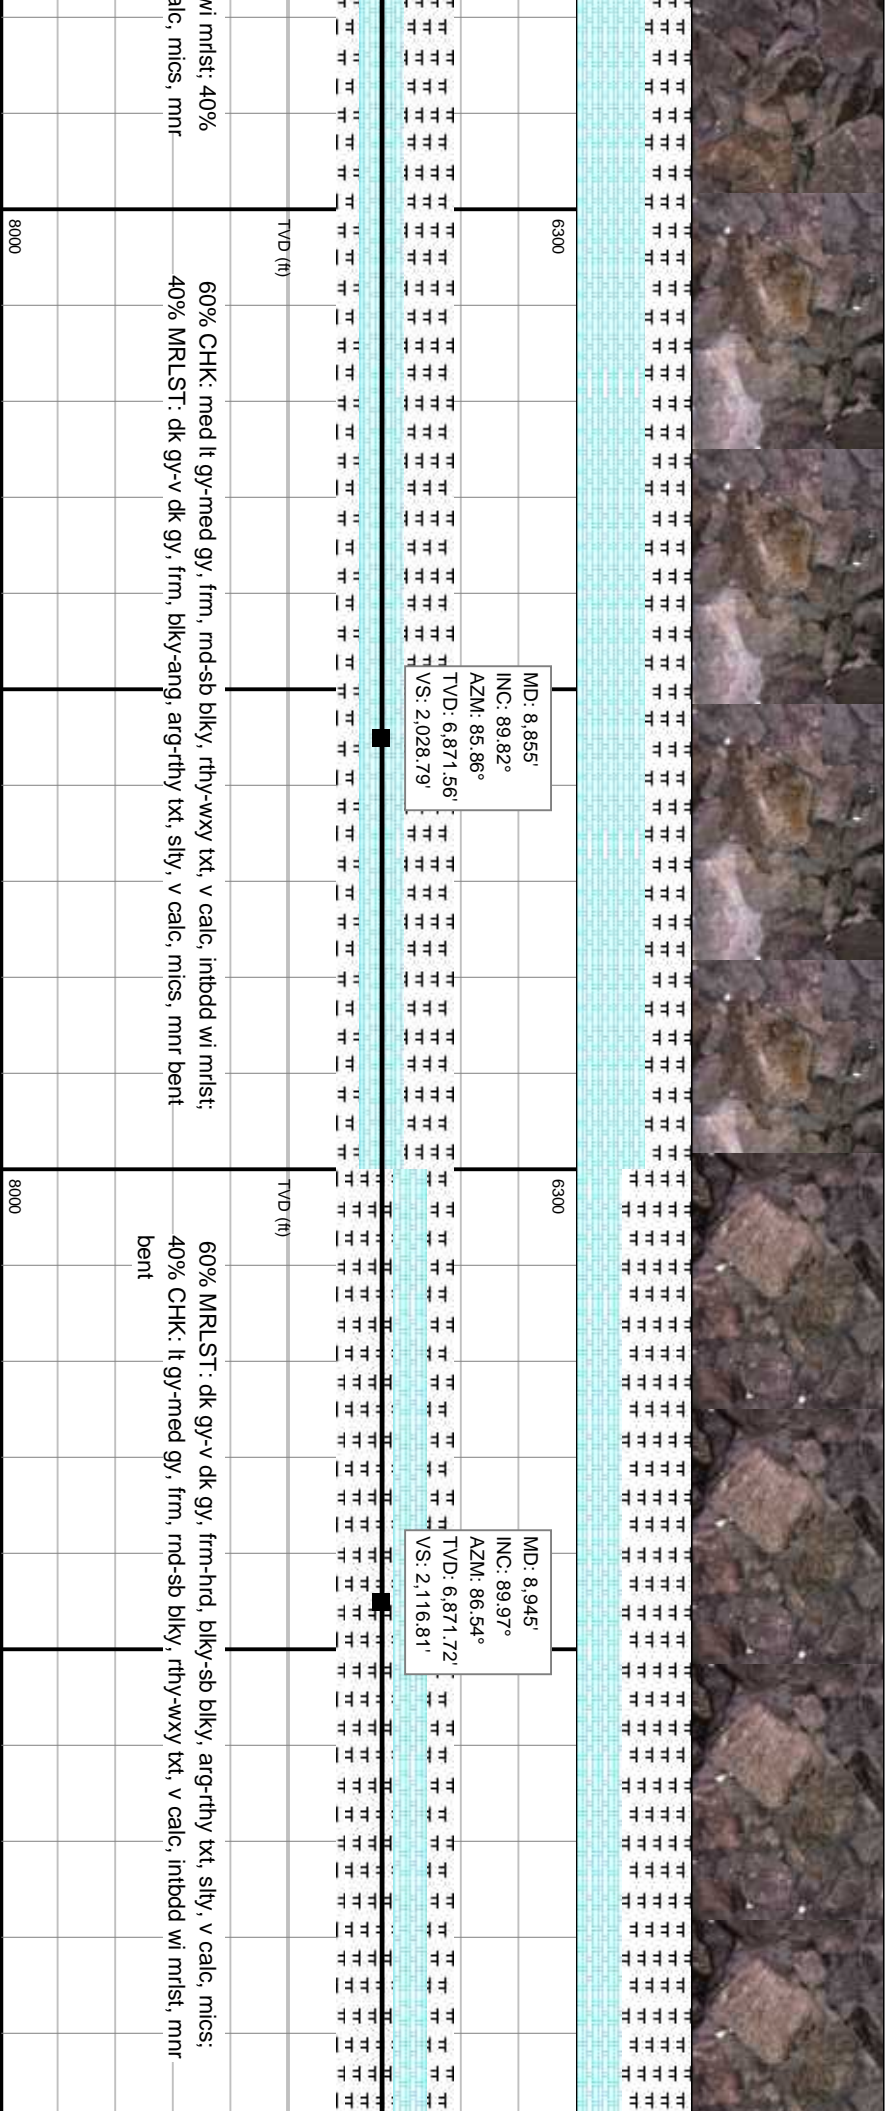 wi mrlst; 40%
alc, mics, mnr
6300
TVD (ft)
8000
60% CHK: med lt gy-med gy, frm, rnd-sb blky, rthy-wxy txt, v calc, intbdd wi mrlst;
40% MRLST: dk gy-v dk gy, frm, blky-ang, arg-rthy txt, slty, v calc, mics, mnr bent
MD: 8,855'
INC: 89.82°
AZM: 85.86°
TVD: 6,871.56'
VS: 2,028.79'
6300
TVD (ft)
8000
60% MRLST: dk gy-v dk gy, frm-hrd, blky-sb blky, arg-rthy txt, slty, v calc, mics;
40% CHK: lt gy-med gy, frm, rnd-sb blky, rthy-wxy txt, v calc, intbdd wi mrlst, mnr
bent
MD: 8,945'
INC: 89.97°
AZM: 86.54°
TVD: 6,871.72'
VS: 2,116.81'